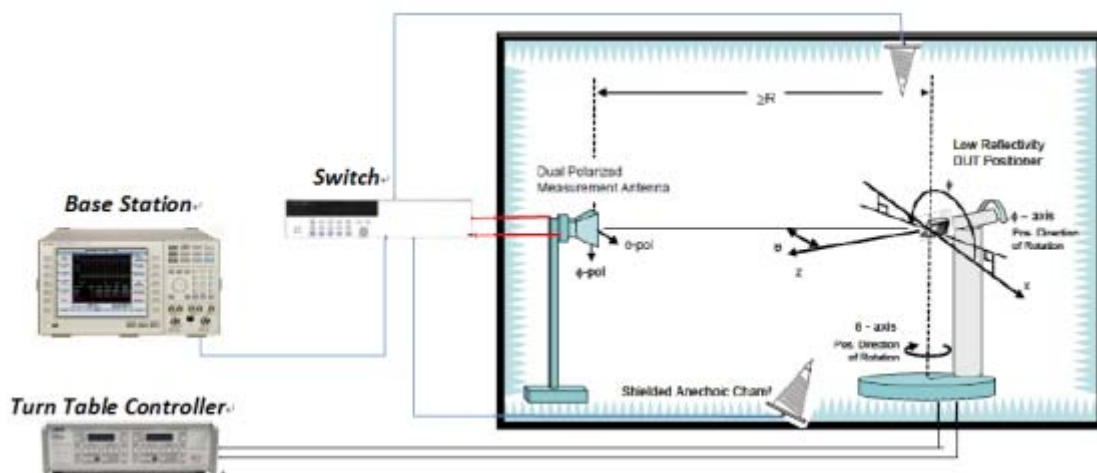 ≥R
Low Reflectivity
DUT Positioner
Dual Polarized
Measurement Antenna
Switch
Base Station
ϕ
ϕ – axis
Pos. Direction
of Rotation
Θ-pol
ϕ-pol
Θ
Z
x
θ - axis
Pos. Direction
of Rotation
Shielded Anechoic Chamt
Turn Table Controller